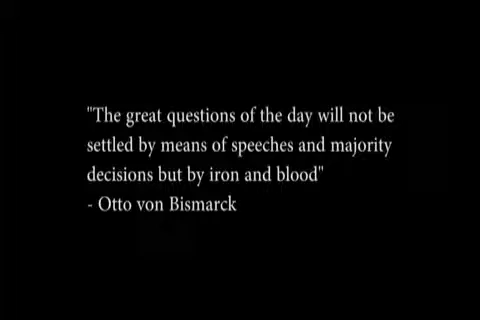 "The great questions of the day will not be
settled by means of speeches and majority
decisions but by iron and blood"
- Otto von Bismarck